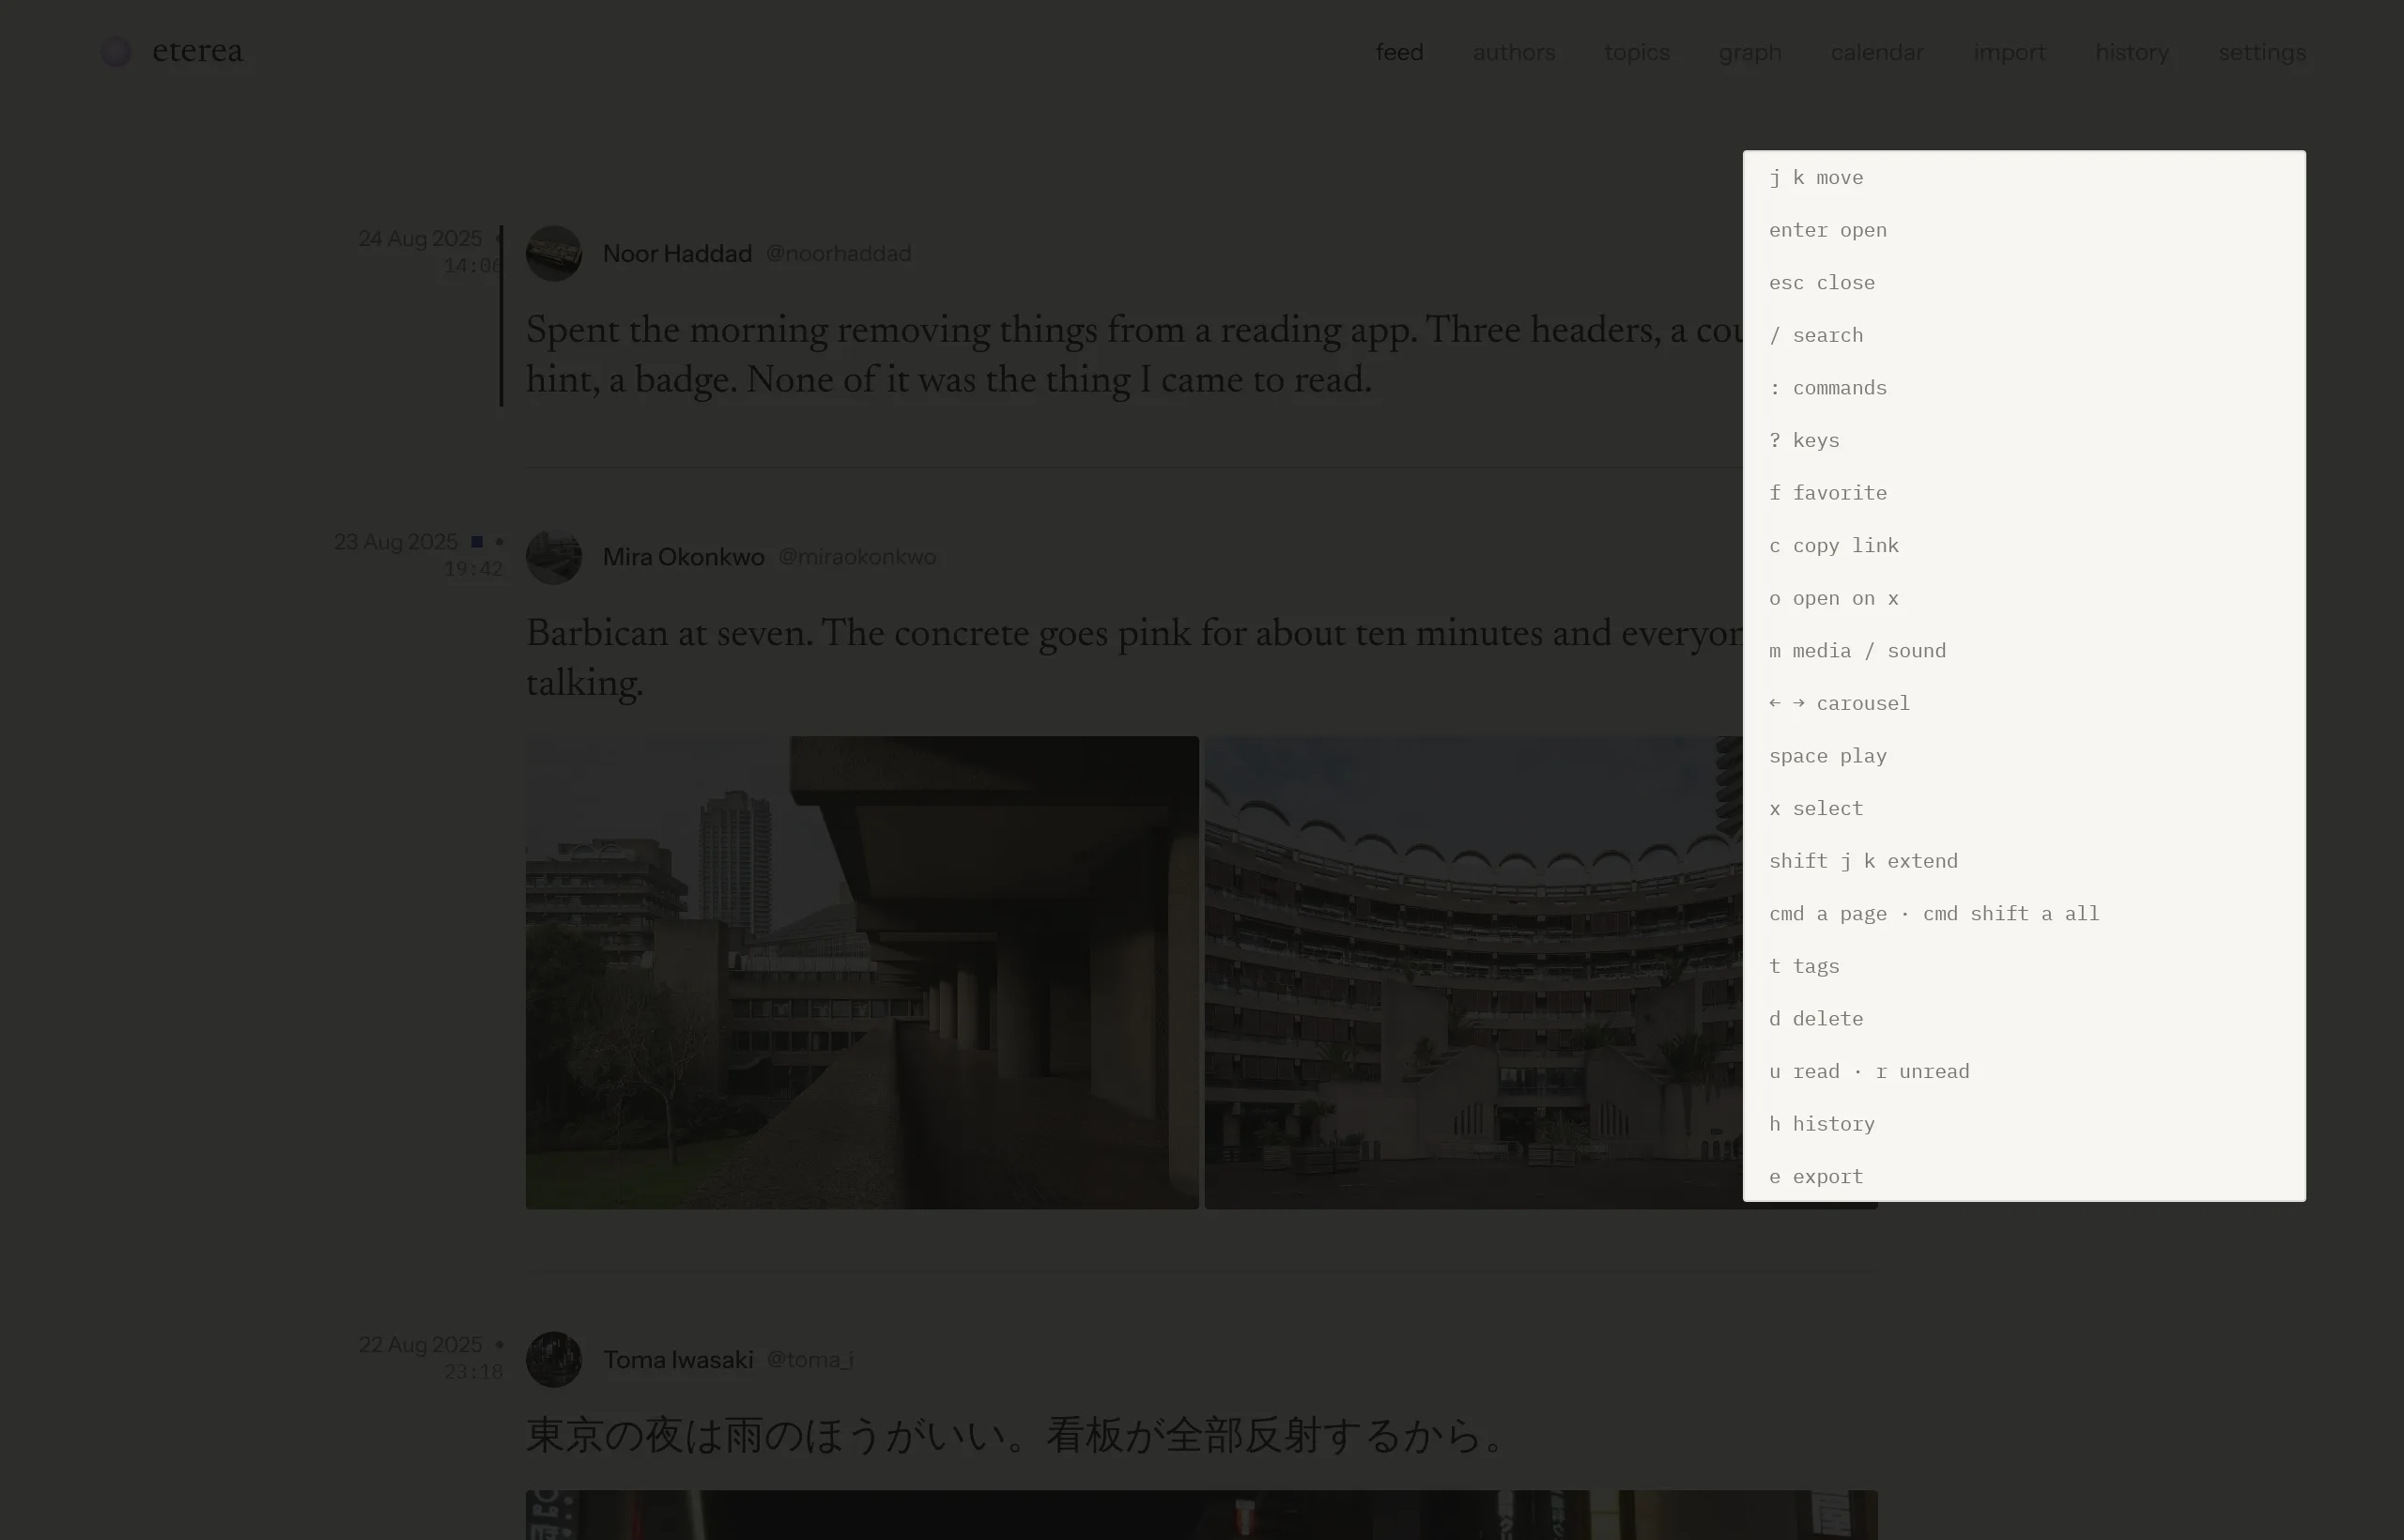 eterea
feed authors topics graph calendar import history settings
24 Aug 2025
14:06
Noor Haddad @noorhaddad
Spent the morning removing things from a reading app. Three headers, a
hint, a badge. None of it was the thing I came to read.
23 Aug 2025
19:42
Mira Okonkwo @miraokonkwo
Barbican at seven. The concrete goes pink for about ten minutes and
talking.
22 Aug 2025
23:18
Toma Iwasaki @toma_i
東京の夜は雨のほうがいい。看板が全部反射するから。
j k move
enter open
esc close
/ search
: commands
? keys
f favorite
c copy link
o open on x
m media / sound
← → carousel
space play
x select
shift j k extend
cmd a page · cmd shift a all
t tags
d delete
u read · r unread
h history
e export